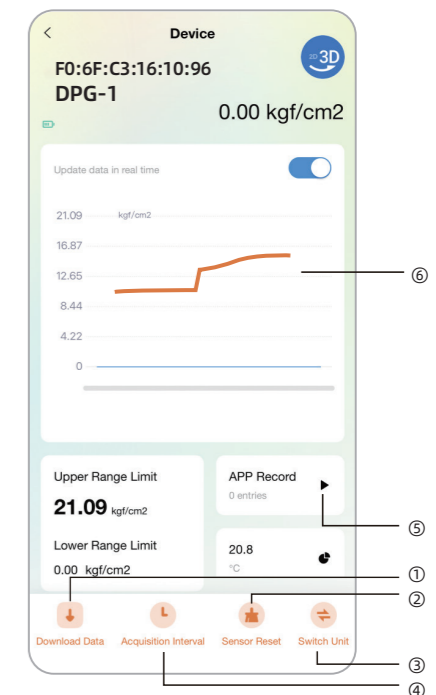 Device
F0:6F:C3:16:10:96
DPG-1
2D 3D
0.00 kgf/cm2
Update data in real time
21.09 kgf/cm2
16.87
12.65
8.44
4.22
0
⑥
Upper Range Limit
21.09 kgf/cm2
Lower Range Limit
0.00 kgf/cm2
APP Record
0 entries
⑤
20.8
°C
①
②
Download Data
Acquisition Interval
Sensor Reset
Switch Unit
③
④